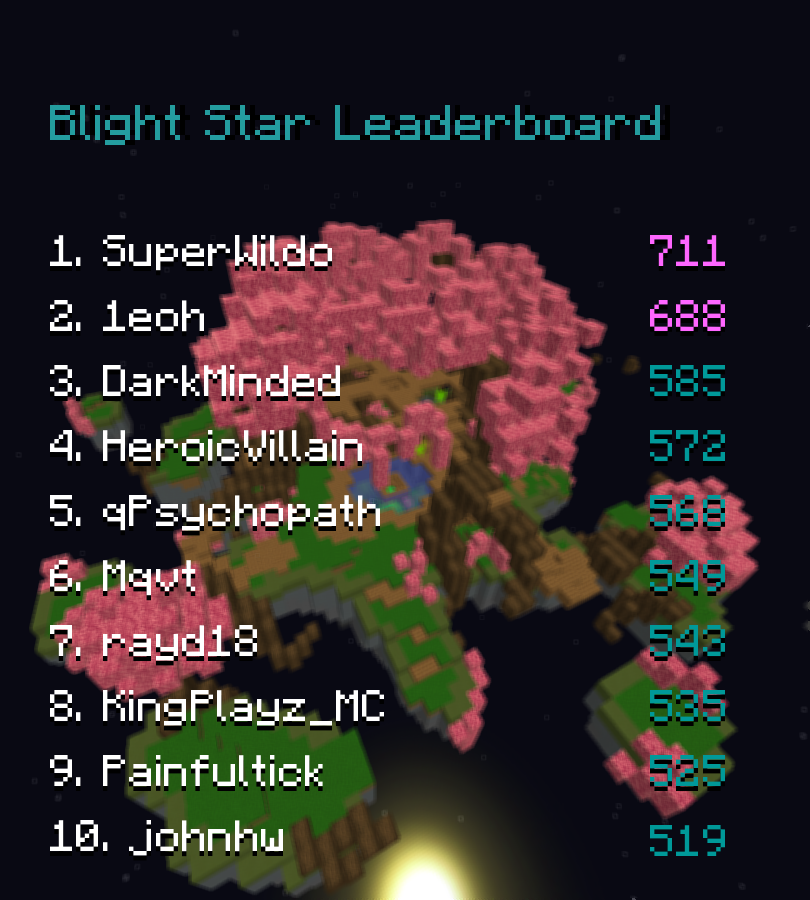 Blight Star Leaderboard
1. SuperWildo 711
2. 1eoh 688
3. DarkMinded 585
4. HeroicVillain 572
5. qPsychopath 568
6. Mqvt 549
7. rayd18 543
8. KingPlayz_MC 535
9. Painfultick 525
10. johnhw 519